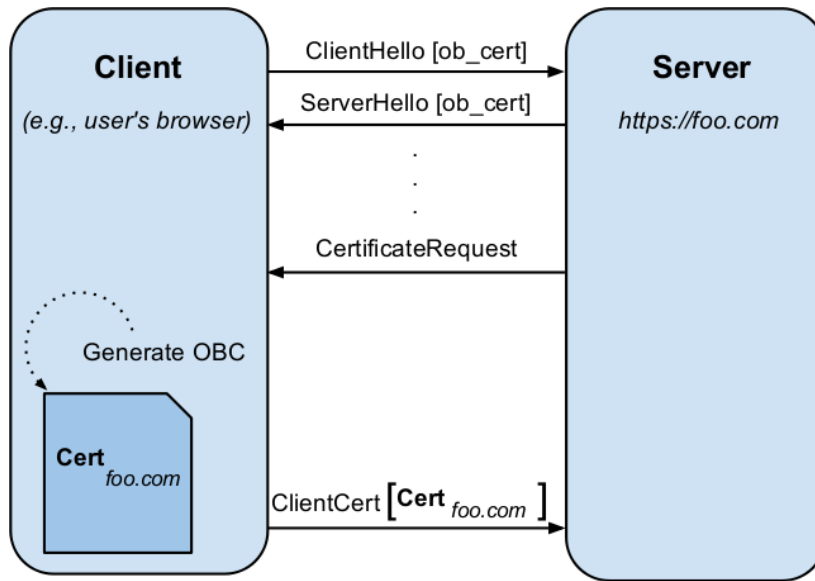 Client
(e.g., user's browser)
ClientHello [ob_cert]
ServerHello [ob_cert]
.
.
.
CertificateRequest
Server
https://foo.com
Generate OBC
Cert foo.com
ClientCert [Cert foo.com]